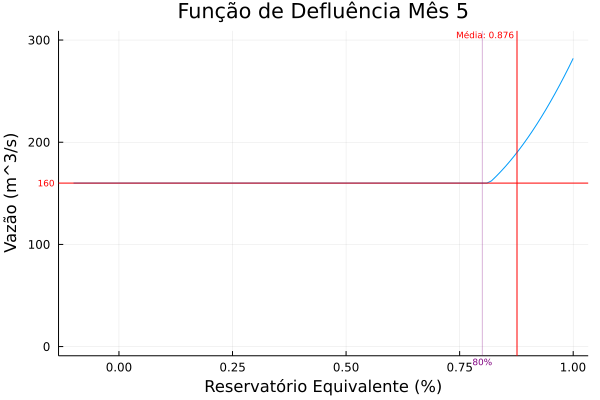 Função de Defluência Mês 5
Média: 0.876
300
200
160
100
0
Vazão (m^3/s)
0.00
0.25
0.50
0.75
80%
1.00
Reservatório Equivalente (%)